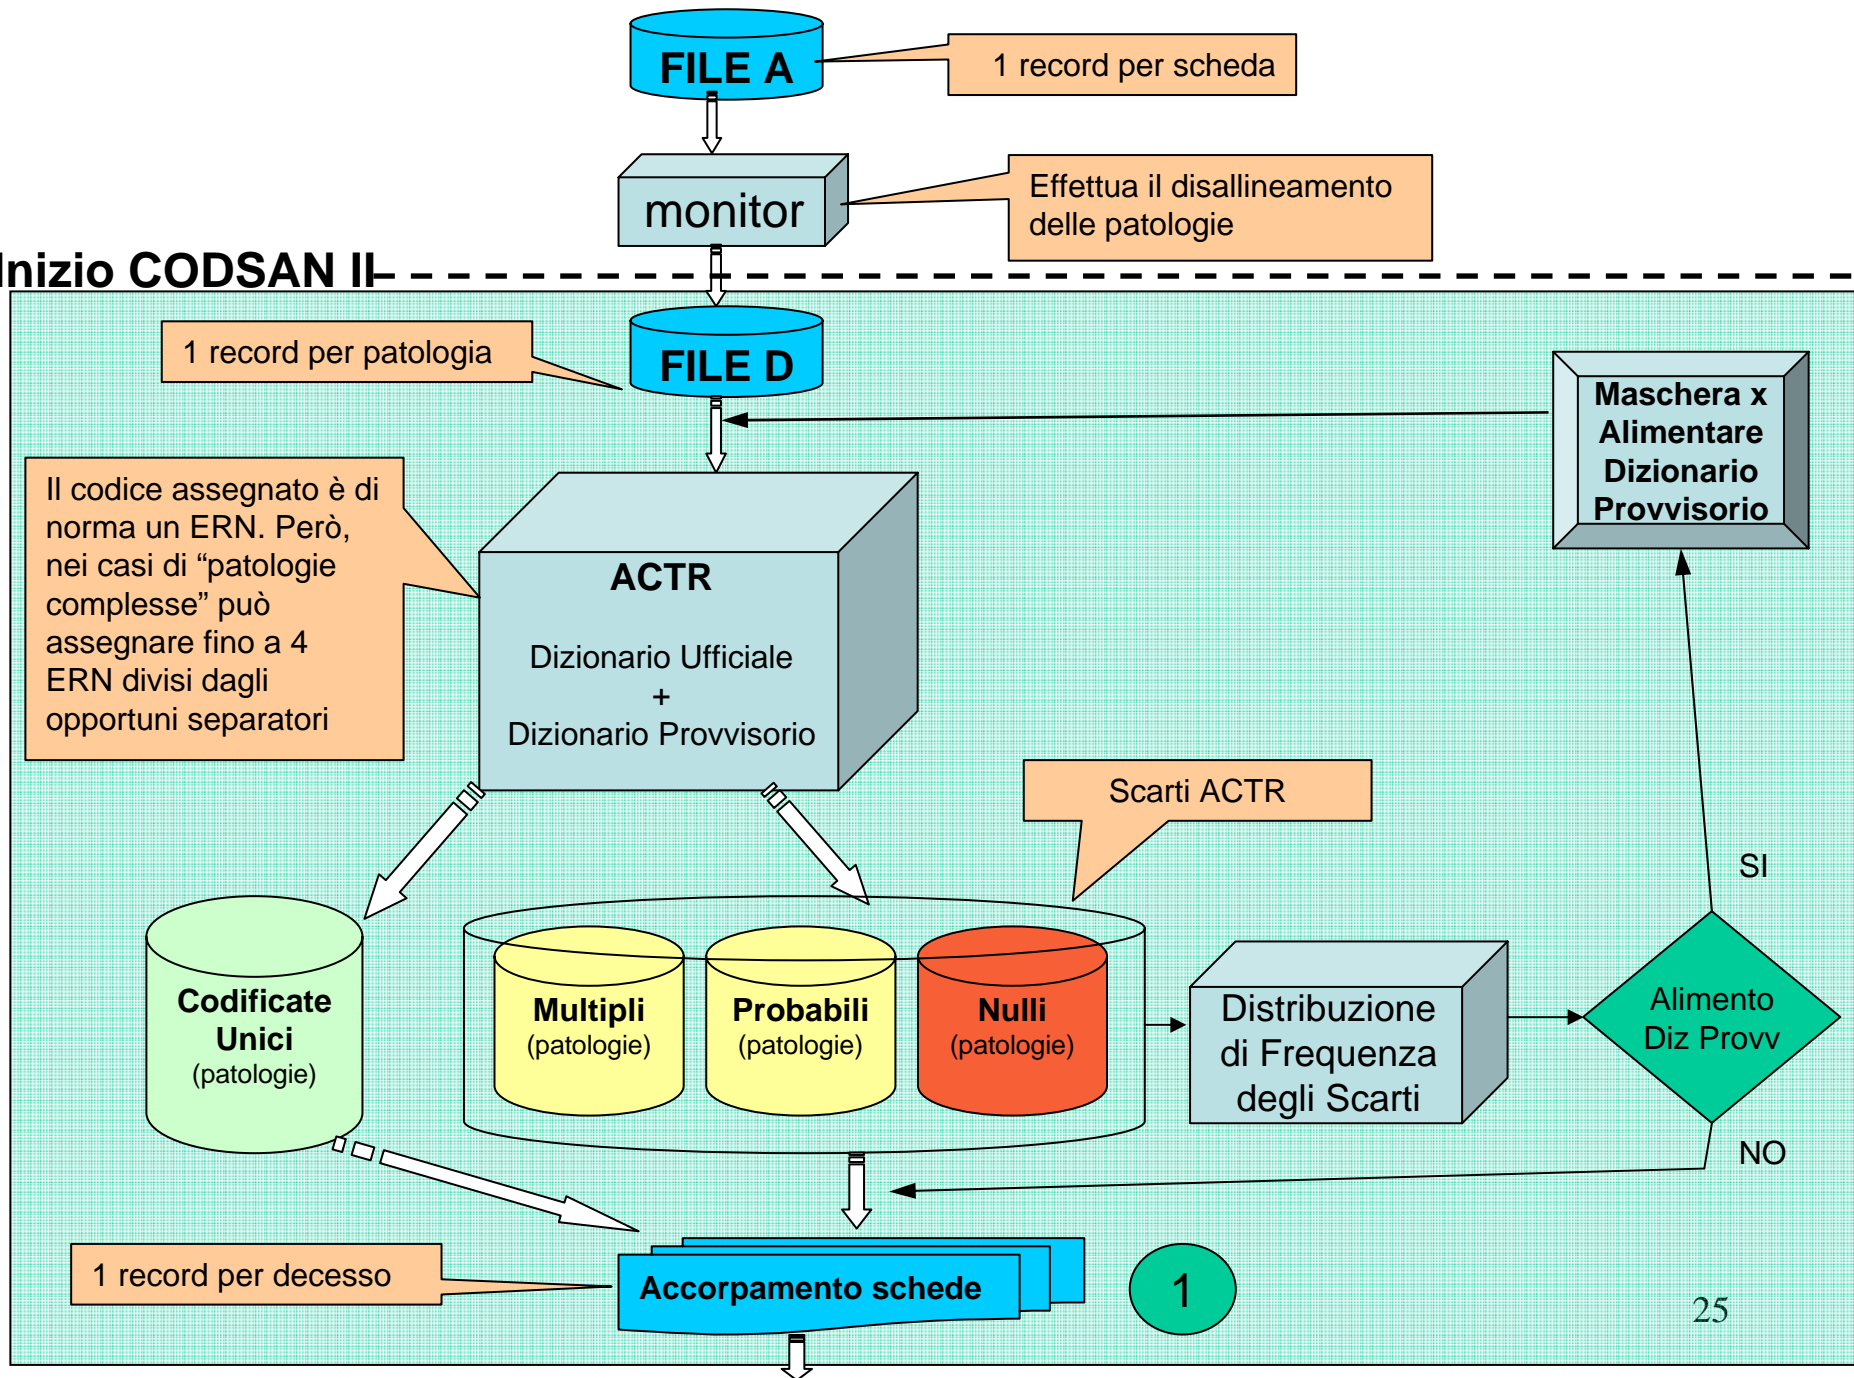 FILE A
1 record per scheda
monitor
Effettua il disallineamento
delle patologie
Inizio CODSAN II
1 record per patologia
FILE D
Maschera x
Alimentare
Dizionario
Provvisorio
Il codice assegnato è di
norma un ERN. Però,
nei casi di “patologie
complesse” può
assegnare fino a 4
ERN divisi dagli
opportuni separatori
ACTR
Dizionario Ufficiale
+
Dizionario Provvisorio
Scarti ACTR
SI
Codificate
Unici
(patologie)
Multipli
(patologie)
Probabili
(patologie)
Nulli
(patologie)
Distribuzione
di Frequenza
degli Scarti
Alimento
Diz Provv
NO
1 record per decesso
Accorpamento schede
1
25